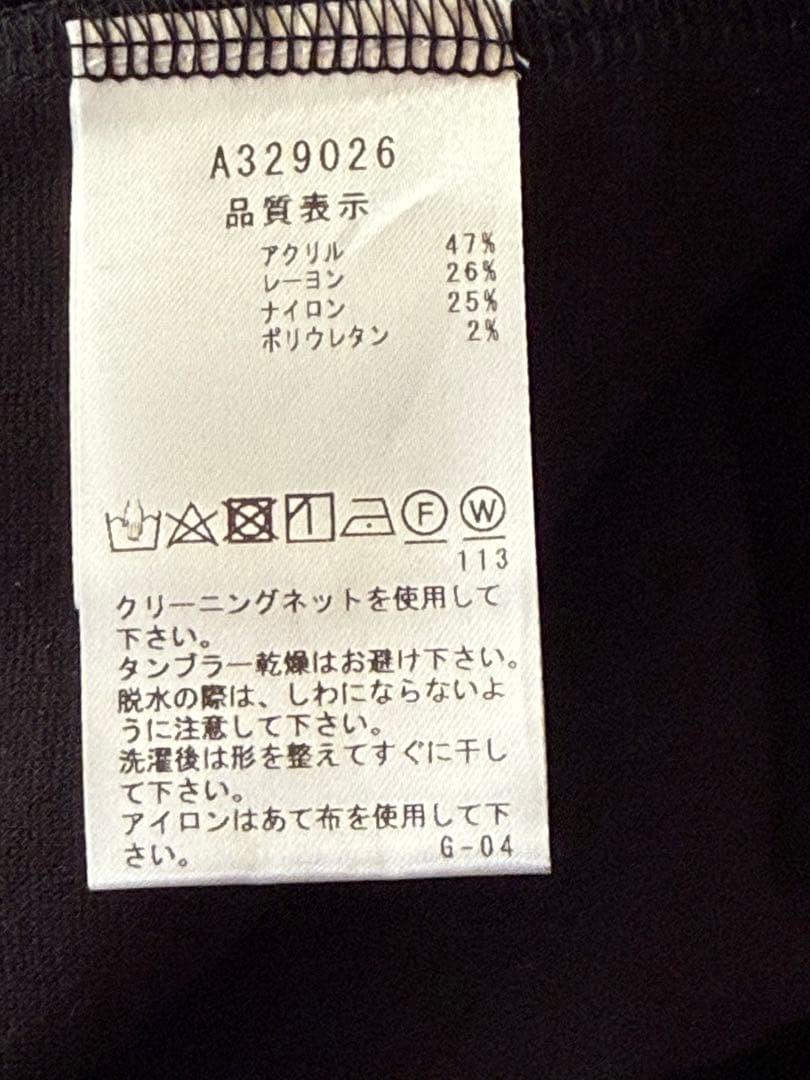 A329026
品質表示
アクリル 47%
レーヨン 26%
ナイロン 25%
ポリウレタン 2%
F W
113
クリーニングネットを使用して
下さい。
タンブラー乾燥はお避け下さい。
脱水の際は、しわにならないよ
うに注意して下さい。
洗濯後は形を整えてすぐに干し
て下さい。
アイロンはあて布を使用して下
さい。 G-04